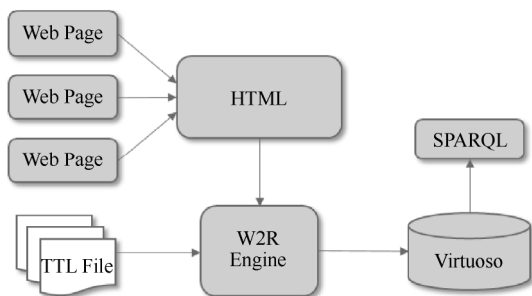 Web Page
Web Page
Web Page
HTML
SPARQL
TTL File
W2R
Engine
Virtuoso